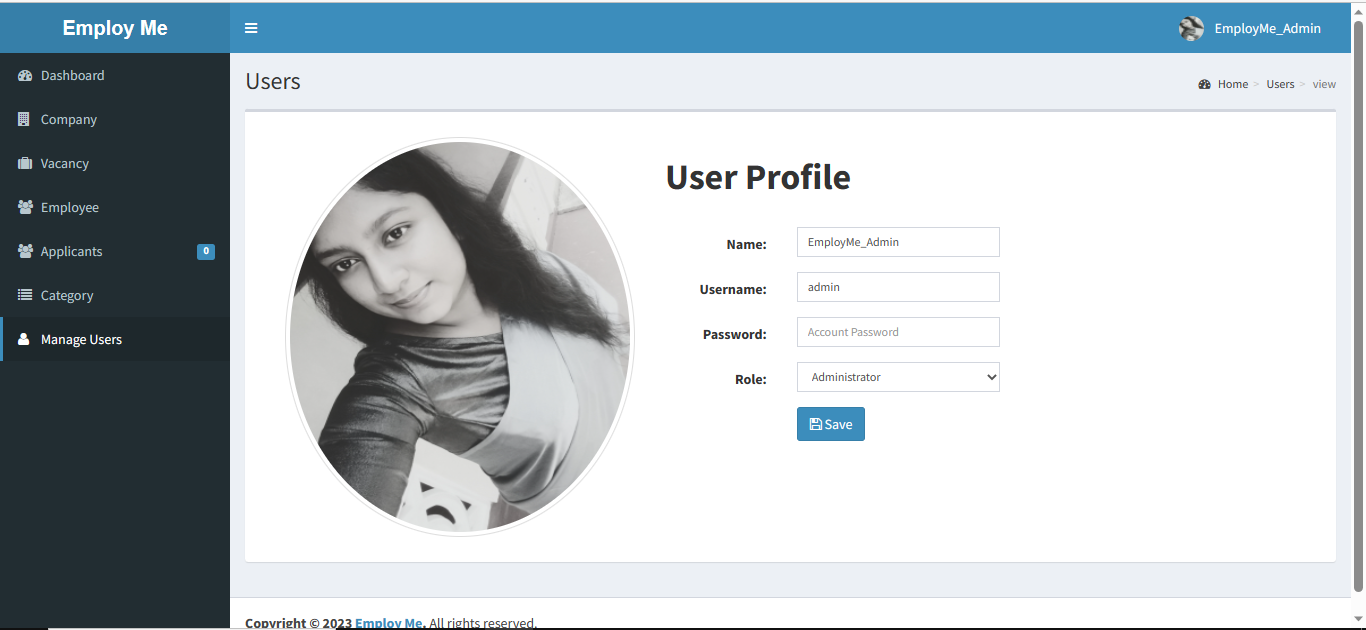 Employ Me
EmployMe_Admin
Dashboard
Company
Vacancy
Employee
Applicants 0
Category
Manage Users
Users
Home > Users > view
User Profile
Name: EmployMe_Admin
Username: admin
Password: Account Password
Role: Administrator
Save
Copyright © 2023 Employ Me. All rights reserved.